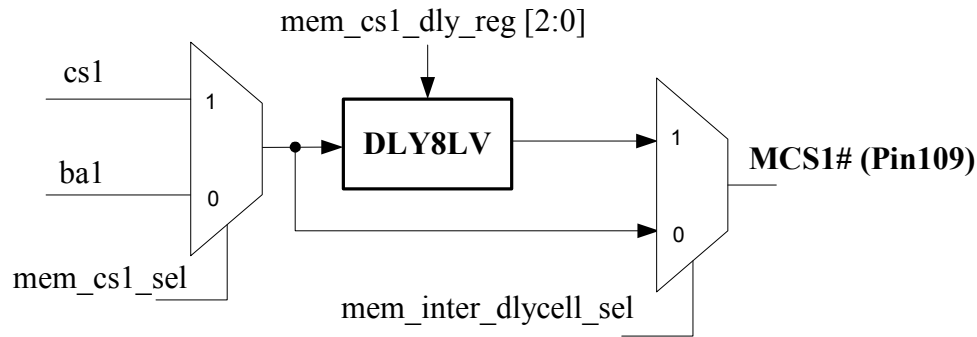 mem_cs1_dly_reg [2:0]
cs1
1
DLY8LV
1
MCS1# (Pin109)
ba1
0
0
mem_cs1_sel
mem_inter_dlycell_sel